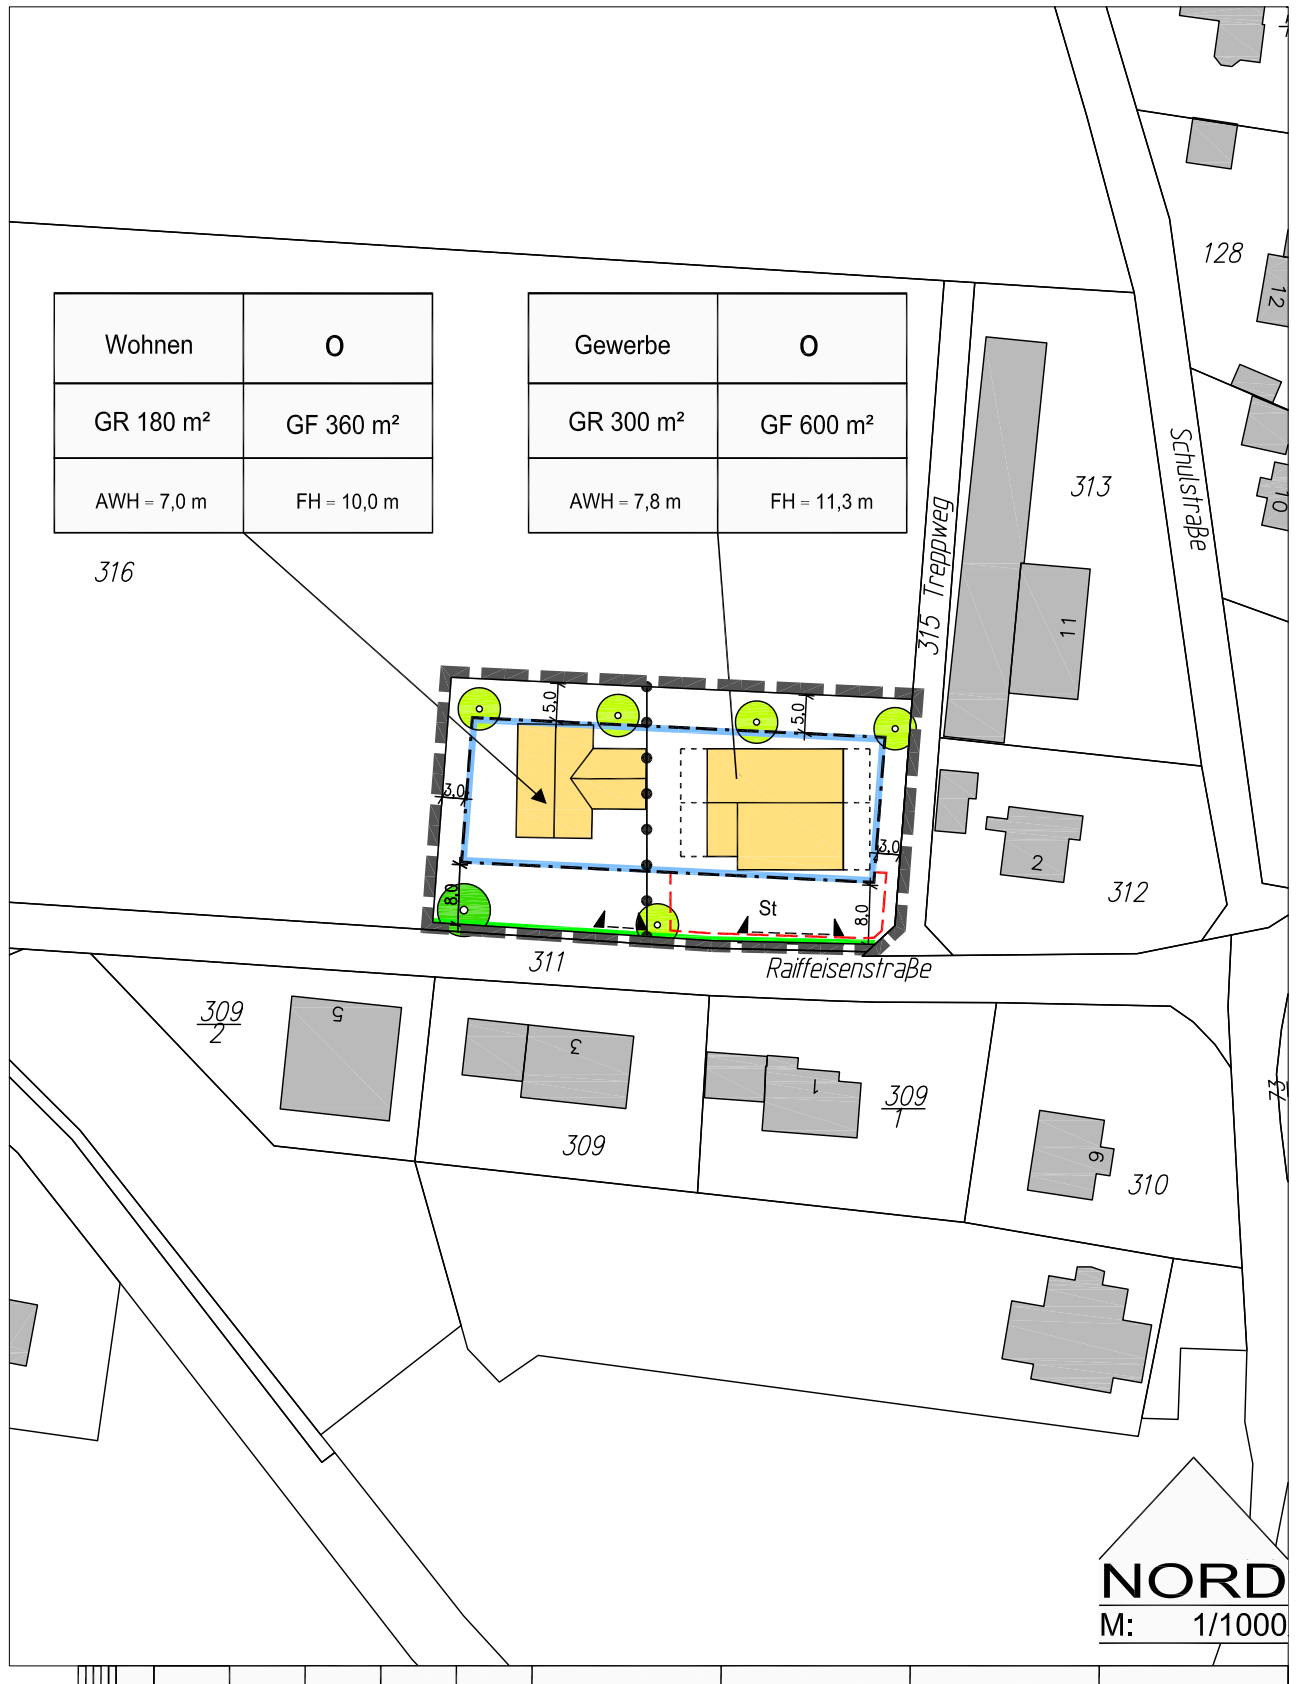 128
12
Wohnen
O
Gewerbe
O
GR 180 m²
GF 360 m²
GR 300 m²
GF 600 m²
AWH = 7,0 m
FH = 10,0 m
AWH = 7,8 m
FH = 11,3 m
Schulstraße
313
10
316
315 Treppweg
11
5,0
5,0
3,0
3,0
2
312
8,0
8,0
St
311
Raiffeisenstraße
309
2
5
3
1
309
1
73
309
6
310
NORD
M: 1/1000